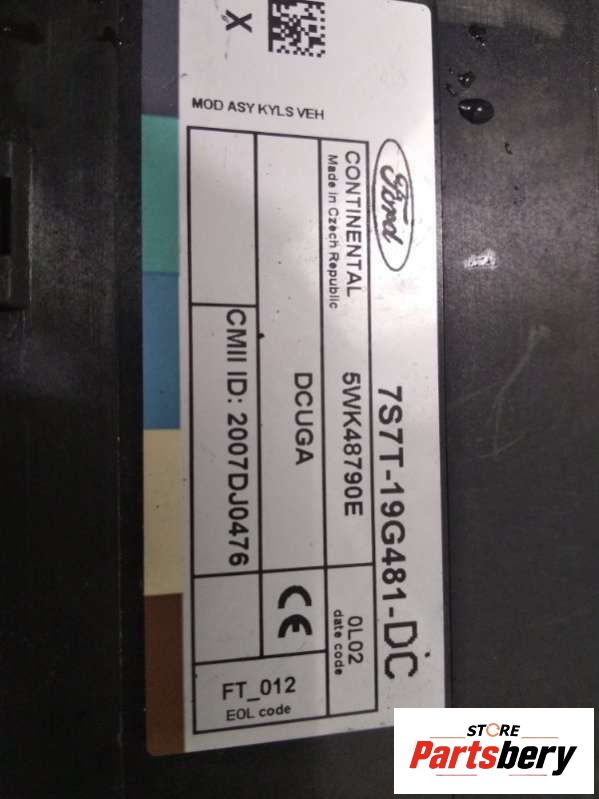 X
MOD ASY KYLS VEH
Ford
7S7T-19G481-DC
CONTINENTAL
Made in Czech Republic
5WK48790E
0L02
date code
DCUGA
CE
CMII ID: 2007DJ0476
FT_012
EOL code
STORE
Partsbery